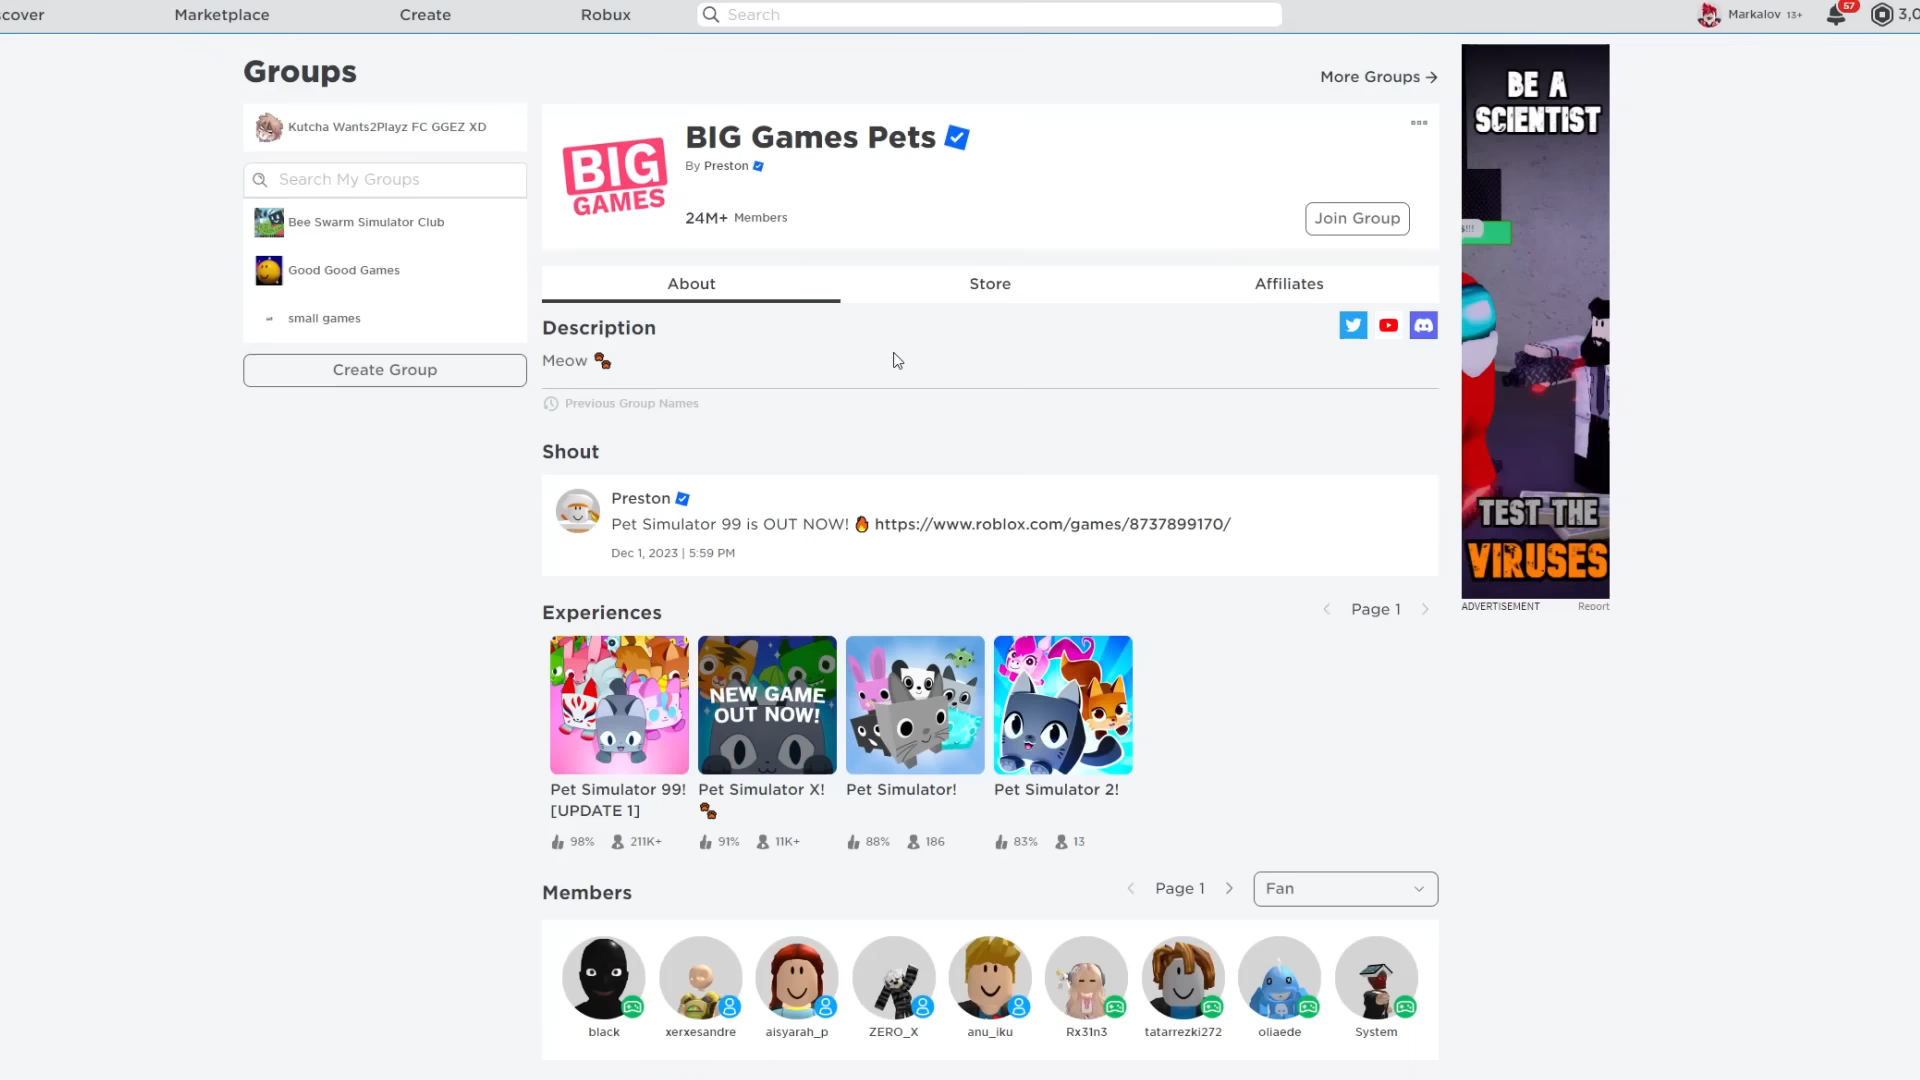 cover Marketplace Create Robux Search Markalov 13+ 57 3,0
Groups
More Groups →
Kutcha Wants2Playz FC GGEZ XD
Search My Groups
Bee Swarm Simulator Club
Good Good Games
small games
Create Group
BIG
GAMES
BIG Games Pets
By Preston
24M+ Members
Join Group
About Store Affiliates
Description
Meow
Previous Group Names
Shout
Preston
Pet Simulator 99 is OUT NOW! 🔥 https://www.roblox.com/games/8737899170/
Dec 1, 2023 | 5:59 PM
Experiences
Page 1
NEW GAME
OUT NOW!
Pet Simulator 99!
[UPDATE 1]
98% 211K+
Pet Simulator X!
91% 11K+
Pet Simulator!
88% 186
Pet Simulator 2!
83% 13
Members
Page 1
Fan
black xerxesandre aisyarah_p ZERO_X anu_iku Rx31n3 tatarrezki272 oliaede System
BE A
SCIENTIST
S!!!
TEST THE
VIRUSES
ADVERTISEMENT Report